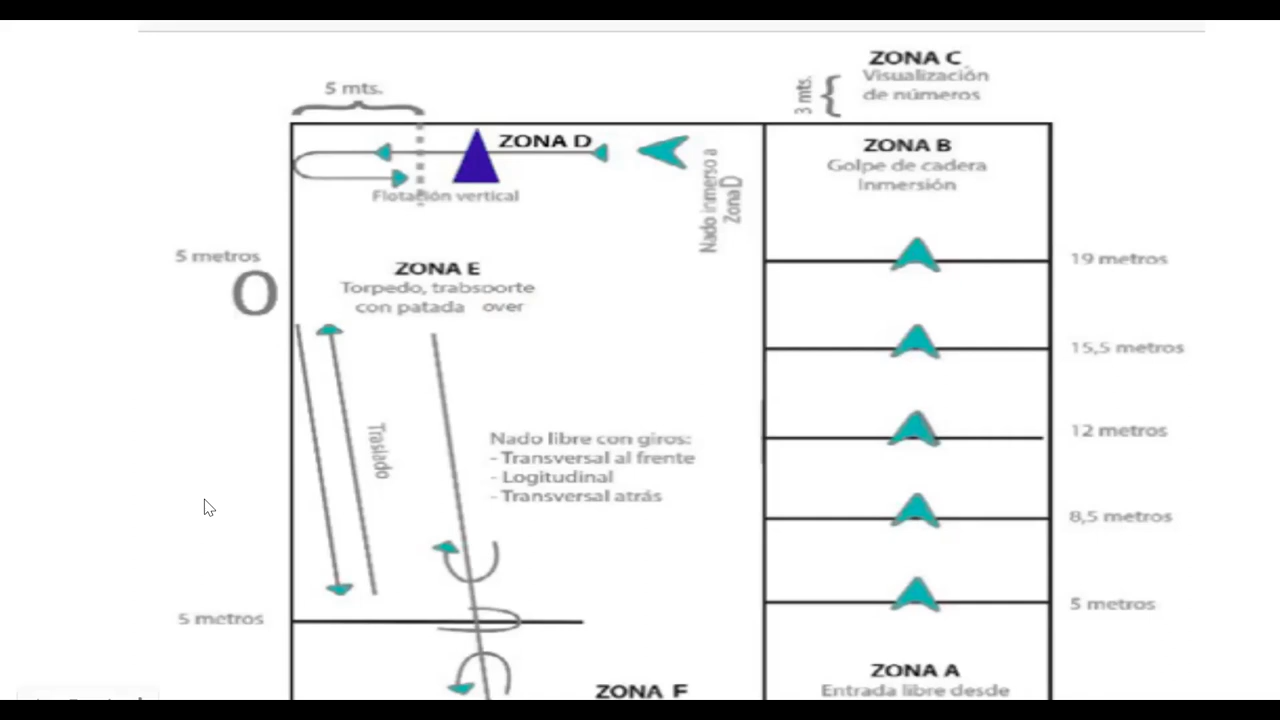 5 mts.
ZONA C
Visualización
de números
3 mts.
ZONA D
Flotación vertical
Nado inmerso a
Zona D
ZONA B
Golpe de cadera
Inmersión
5 metros
0
ZONA E
Torpedo, trabsoorte
con patada over
19 metros
15,5 metros
12 metros
8,5 metros
5 metros
Traslado
Nado libre con giros:
- Transversal al frente
- Logitudinal
- Transversal atrás
5 metros
ZONA F
ZONA A
Entrada libre desde